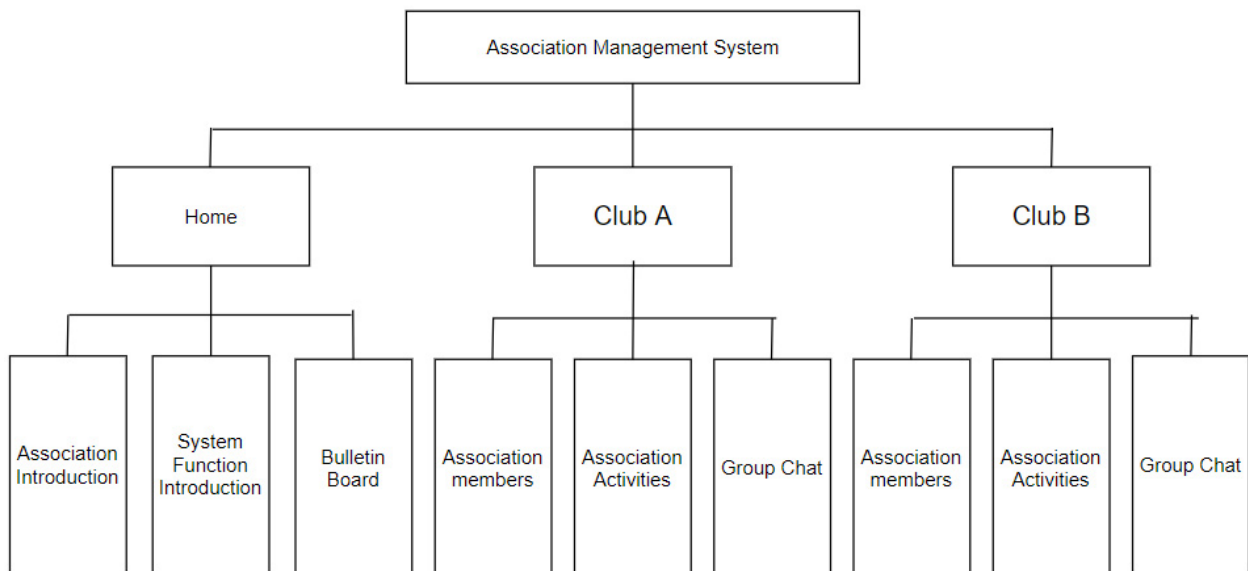 Association Management System
Home
Club A
Club B
Association
Introduction
System
Function
Introduction
Bulletin
Board
Association
members
Association
Activities
Group Chat
Association
members
Association
Activities
Group Chat